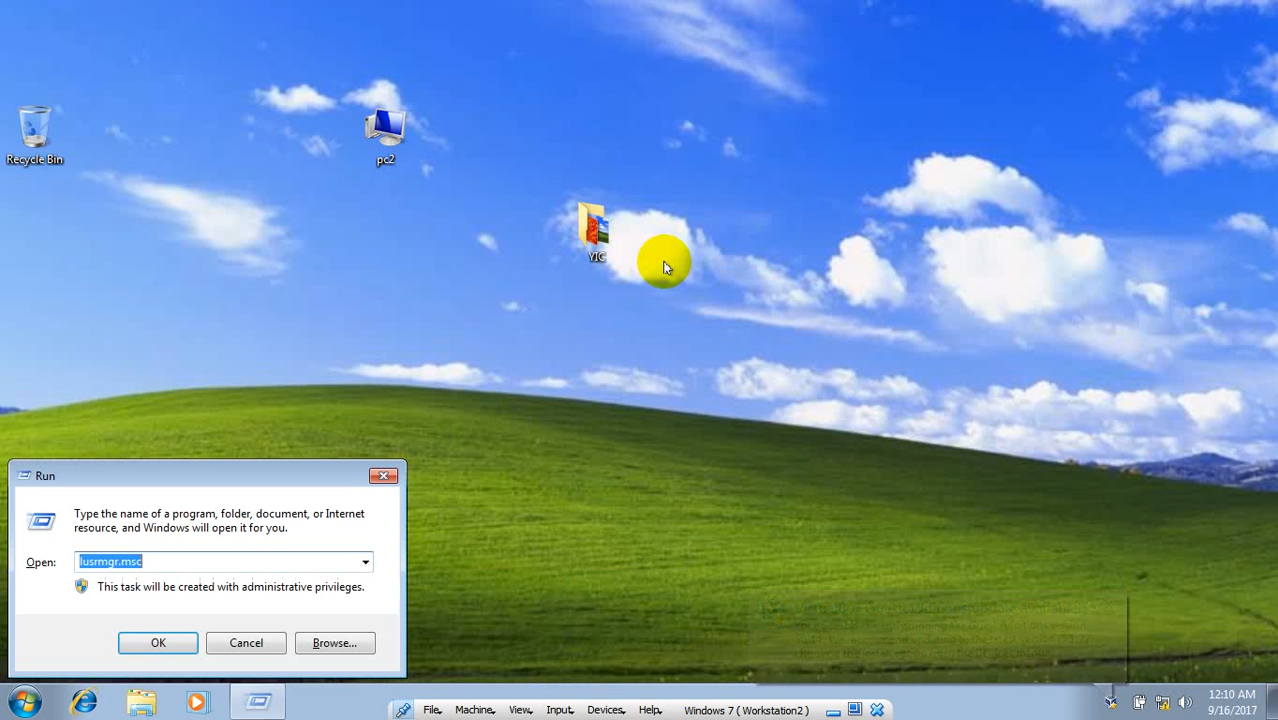 Recycle Bin
pc2
YIC
Run
Type the name of a program, folder, document, or Internet
resource, and Windows will open it for you.
Open:
lusrmgr.msc
This task will be created with administrative privileges.
OK
Cancel
Browse...
File
Machine
View
Input
Devices
Help
Windows 7 ( Workstation2 )
12:10 AM
9/16/2017